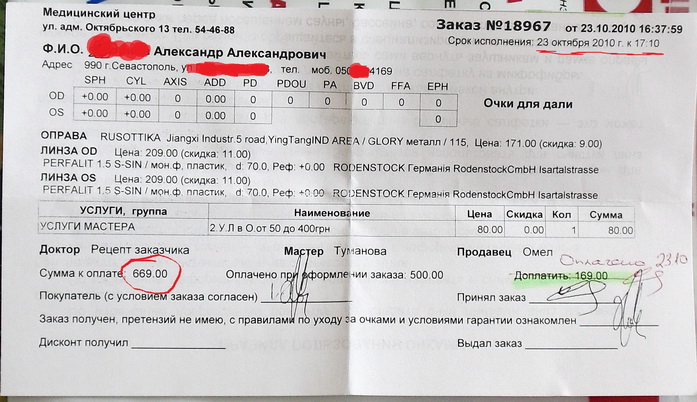 Медицинский центр
ул. адм. Октябрьского 13 тел. 54-46-88
Заказ №18967 от 23.10.2010 16:37:59
Срок исполнения: 23 октября 2010 г. к 17:10
Ф.И.О. Александр Александрович
Адрес 990 г.Севастополь, ул тел. моб. 050 4169
SPH CYL AXIS ADD PD PDOU PA BVD FFA EPH
OD +0.00 +0.00 0 0.00 0 0 0 0 0 0
OS +0.00 +0.00 0 0.00 0 0
Очки для дали
ОПРАВА RUSOTTIKA Jiangxi Industr.5 road,YingTangIND AREA / GLORY металл / 115, Цена: 171.00 (скидка: 9.00)
ЛИНЗА OD Цена: 209.00 (скидка: 11.00)
PERFALIT 1.5 S-SIN / мон.ф. пластик, d: 70.0, Реф: +0.00 RODENSTOCK Германія RodenstockCmbH Isartalstrasse
ЛИНЗА OS Цена: 209.00 (скидка: 11.00)
PERFALIT 1.5 S-SIN / мон.ф. пластик, d: 70.0, Реф: +0.00 RODENSTOCK Германія RodenstockCmbH Isartalstrasse
УСЛУГИ, группа Наименование Цена Скидка Кол Сумма
УСЛУГИ МАСТЕРА 2.У.Л в О.от 50 до 400грн 80.00 0.00 1 80.00
Доктор Рецепт заказчика Мастер Туманова Продавец Омел
Оплачено 23 10
Сумма к оплате: 669.00 Оплачено при оформлении заказа: 500.00 Доплатить: 169.00
Покупатель (с условием заказа согласен) Принял заказ
Заказ получен, претензий не имею, с правилами по уходу за очками и условиями гарантии ознакомлен
Дисконт получил Выдал заказ